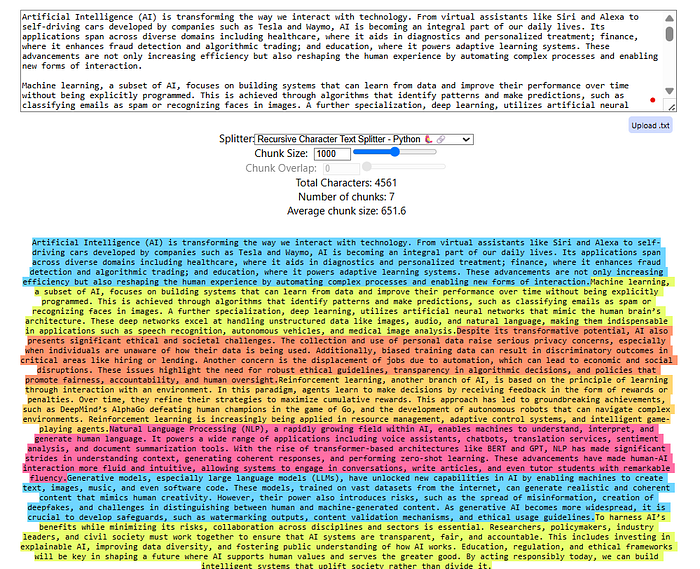 Artificial Intelligence (AI) is transforming the way we interact with technology. From virtual assistants like Siri and Alexa to
self-driving cars developed by companies such as Tesla and Waymo, AI is becoming an integral part of our daily lives. Its
applications span across diverse domains including healthcare, where it aids in diagnostics and personalized treatment; finance,
where it enhances fraud detection and algorithmic trading; and education, where it powers adaptive learning systems. These
advancements are not only increasing efficiency but also reshaping the human experience by automating complex processes and enabling
new forms of interaction.
Machine learning, a subset of AI, focuses on building systems that can learn from data and improve their performance over time
without being explicitly programmed. This is achieved through algorithms that identify patterns and make predictions, such as
classifying emails as spam or recognizing faces in images. A further specialization, deep learning, utilizes artificial neural
Upload .txt
Splitter: Recursive Character Text Splitter - Python 🦜🔗
Chunk Size: 1000
Chunk Overlap: 0
Total Characters: 4561
Number of chunks: 7
Average chunk size: 651.6
Artificial Intelligence (AI) is transforming the way we interact with technology. From virtual assistants like Siri and Alexa to self-
driving cars developed by companies such as Tesla and Waymo, AI is becoming an integral part of our daily lives. Its applications span
across diverse domains including healthcare, where it aids in diagnostics and personalized treatment; finance, where it enhances fraud
detection and algorithmic trading; and education, where it powers adaptive learning systems. These advancements are not only increasing
efficiency but also reshaping the human experience by automating complex processes and enabling new forms of interaction.Machine learning,
a subset of AI, focuses on building systems that can learn from data and improve their performance over time without being explicitly
programmed. This is achieved through algorithms that identify patterns and make predictions, such as classifying emails as spam or
recognizing faces in images. A further specialization, deep learning, utilizes artificial neural networks to mimic the human brain's
architecture. These deep networks excel at handling unstructured data like images, audio, and natural language, making them indispensable
in applications such as speech recognition, autonomous vehicles, and medical image analysis.Despite its transformative potential, AI also
presents significant ethical and societal challenges. The collection and use of personal data raise serious privacy concerns, especially
when individuals are unaware of how their data is being used. Additionally, biased training data can result in discriminatory outcomes in
critical areas like hiring or lending. Another concern is the displacement of jobs due to automation, which can lead to economic and social
disruptions. These issues highlight the need for robust ethical guidelines, transparency in algorithmic decisions, and policies that
promote fairness, accountability, and human oversight.Reinforcement learning, another branch of AI, is based on the principle of learning
through interaction with an environment. In this paradigm, agents learn to make decisions by receiving feedback in the form of rewards or
penalties. Over time, they refine their strategies to maximize cumulative rewards. This approach has led to groundbreaking achievements,
such as DeepMind's AlphaGo defeating human champions in the game of Go, and the development of autonomous robots that can navigate complex
environments. Reinforcement learning is increasingly being applied in resource management, adaptive control systems, and intelligent game-
playing agents.Natural Language Processing (NLP), a rapidly growing field within AI, enables machines to understand, interpret, and
generate human language. It powers a wide range of applications including voice assistants, chatbots, translation services, sentiment
analysis, and document summarization tools. With the rise of transformer-based architectures like BERT and GPT, NLP has made significant
strides in understanding context, generating coherent responses, and performing zero-shot learning. These advancements have made human-AI
interaction more fluid and intuitive, allowing systems to engage in conversations, write articles, and even tutor students with remarkable
fluency.Generative models, especially large language models (LLMs), have unlocked new capabilities in AI by enabling machines to create
text, images, music, and even software code. These models, trained on vast datasets from the internet, can generate realistic and coherent
content that mimics human creativity. However, their power also introduces risks, such as the spread of misinformation, creation of
deepfakes, and challenges in distinguishing between human and machine-generated content. As generative AI becomes more widespread, it is
crucial to develop safeguards, such as watermarking outputs, content validation mechanisms, and ethical usage guidelines.To harness AI's
benefits while minimizing its risks, collaboration across disciplines and sectors is essential. Researchers, policymakers, industry
leaders, and civil society must work together to ensure that AI systems are transparent, fair, and accountable. This includes investing in
explainable AI, improving data diversity, and fostering public understanding of how AI works. Education, regulation, and ethical frameworks
will be key in shaping a future where AI supports human values and serves the greater good. By acting responsibly today, we can build
intelligent systems that uplift society rather than divide it.